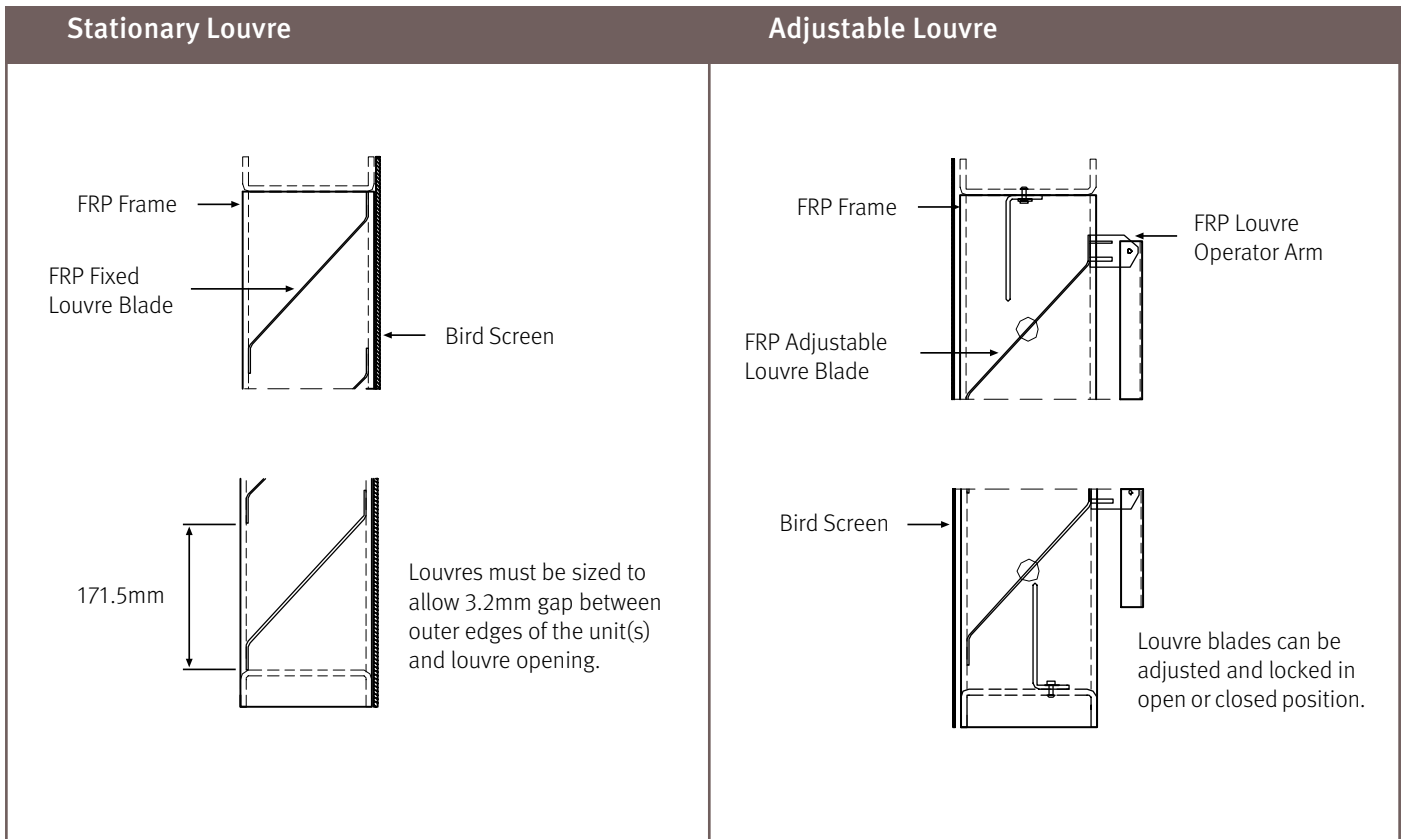 Stationary Louvre
FRP Frame
FRP Fixed
Louvre Blade
Bird Screen
171.5mm
Louvres must be sized to
allow 3.2mm gap between
outer edges of the unit(s)
and louvre opening.
Adjustable Louvre
FRP Frame
FRP Louvre
Operator Arm
FRP Adjustable
Louvre Blade
Bird Screen
Louvre blades can be
adjusted and locked in
open or closed position.